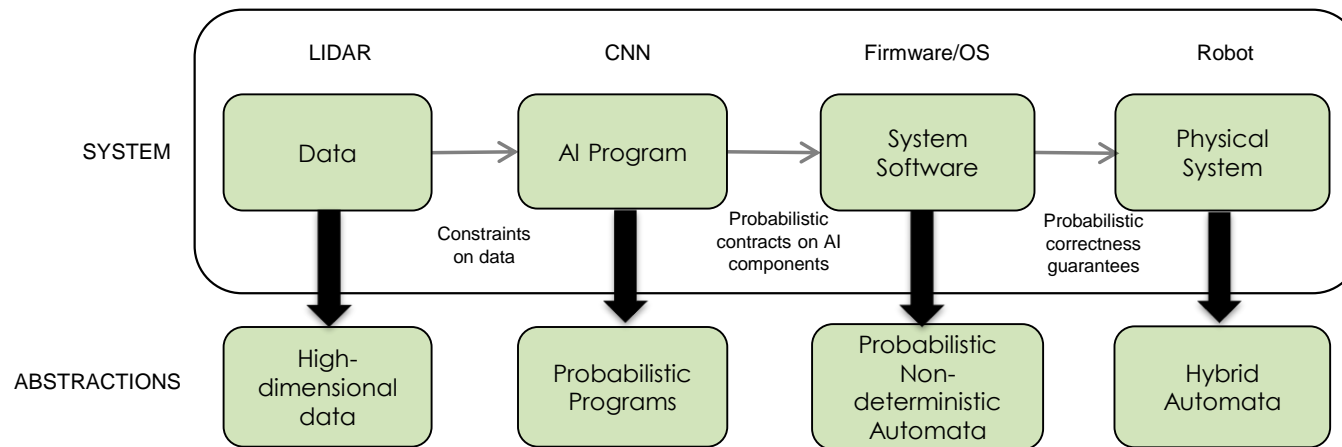 LIDAR
CNN
Firmware/OS
Robot
SYSTEM
Data
AI Program
System
Software
Physical
System
Constraints
on data
Probabilistic
contracts on AI
components
Probabilistic
correctness
guarantees
ABSTRACTIONS
High-
dimensional
data
Probabilistic
Programs
Probabilistic
Non-
deterministic
Automata
Hybrid
Automata